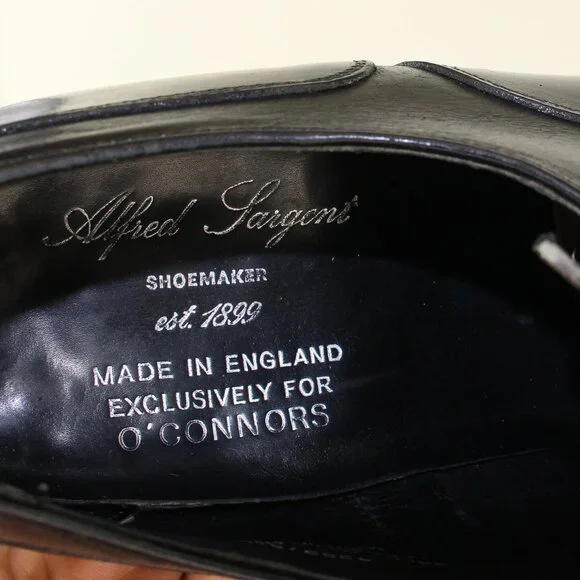 Alfred Sargent
SHOEMAKER
est. 1899
MADE IN ENGLAND
EXCLUSIVELY FOR
O'CONNORS